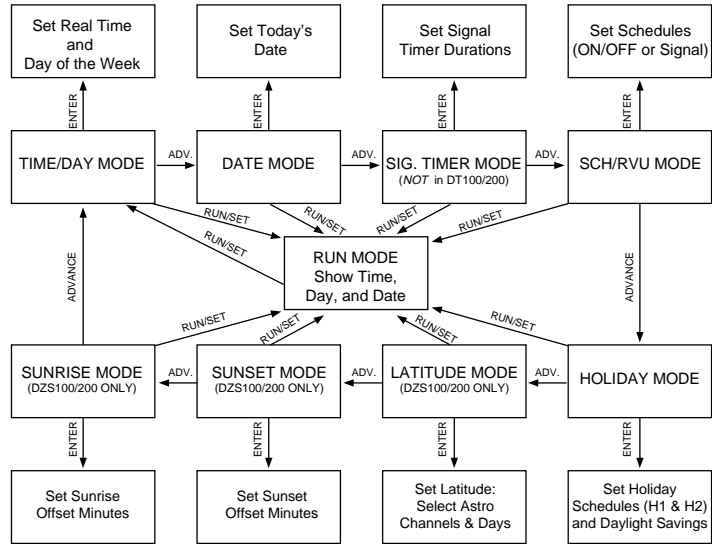 Set Real Time
and
Day of the Week
Set Today's
Date
Set Signal
Timer Durations
Set Schedules
(ON/OFF or Signal)
ENTER
ENTER
ENTER
ENTER
TIME/DAY MODE
ADV.
DATE MODE
ADV.
SIG. TIMER MODE
(NOT in DT100/200)
ADV.
SCH/RVU MODE
RUN/SET
RUN/SET
RUN/SET
RUN/SET
RUN/SET
RUN MODE
Show Time,
Day, and Date
ADVANCE
ADVANCE
RUN/SET
RUN/SET
RUN/SET
RUN/SET
SUNRISE MODE
(DZS100/200 ONLY)
ADV.
SUNSET MODE
(DZS100/200 ONLY)
ADV.
LATITUDE MODE
(DZS100/200 ONLY)
ADV.
HOLIDAY MODE
ENTER
ENTER
ENTER
ENTER
Set Sunrise
Offset Minutes
Set Sunset
Offset Minutes
Set Latitude:
Select Astro
Channels & Days
Set Holiday
Schedules (H1 & H2)
and Daylight Savings